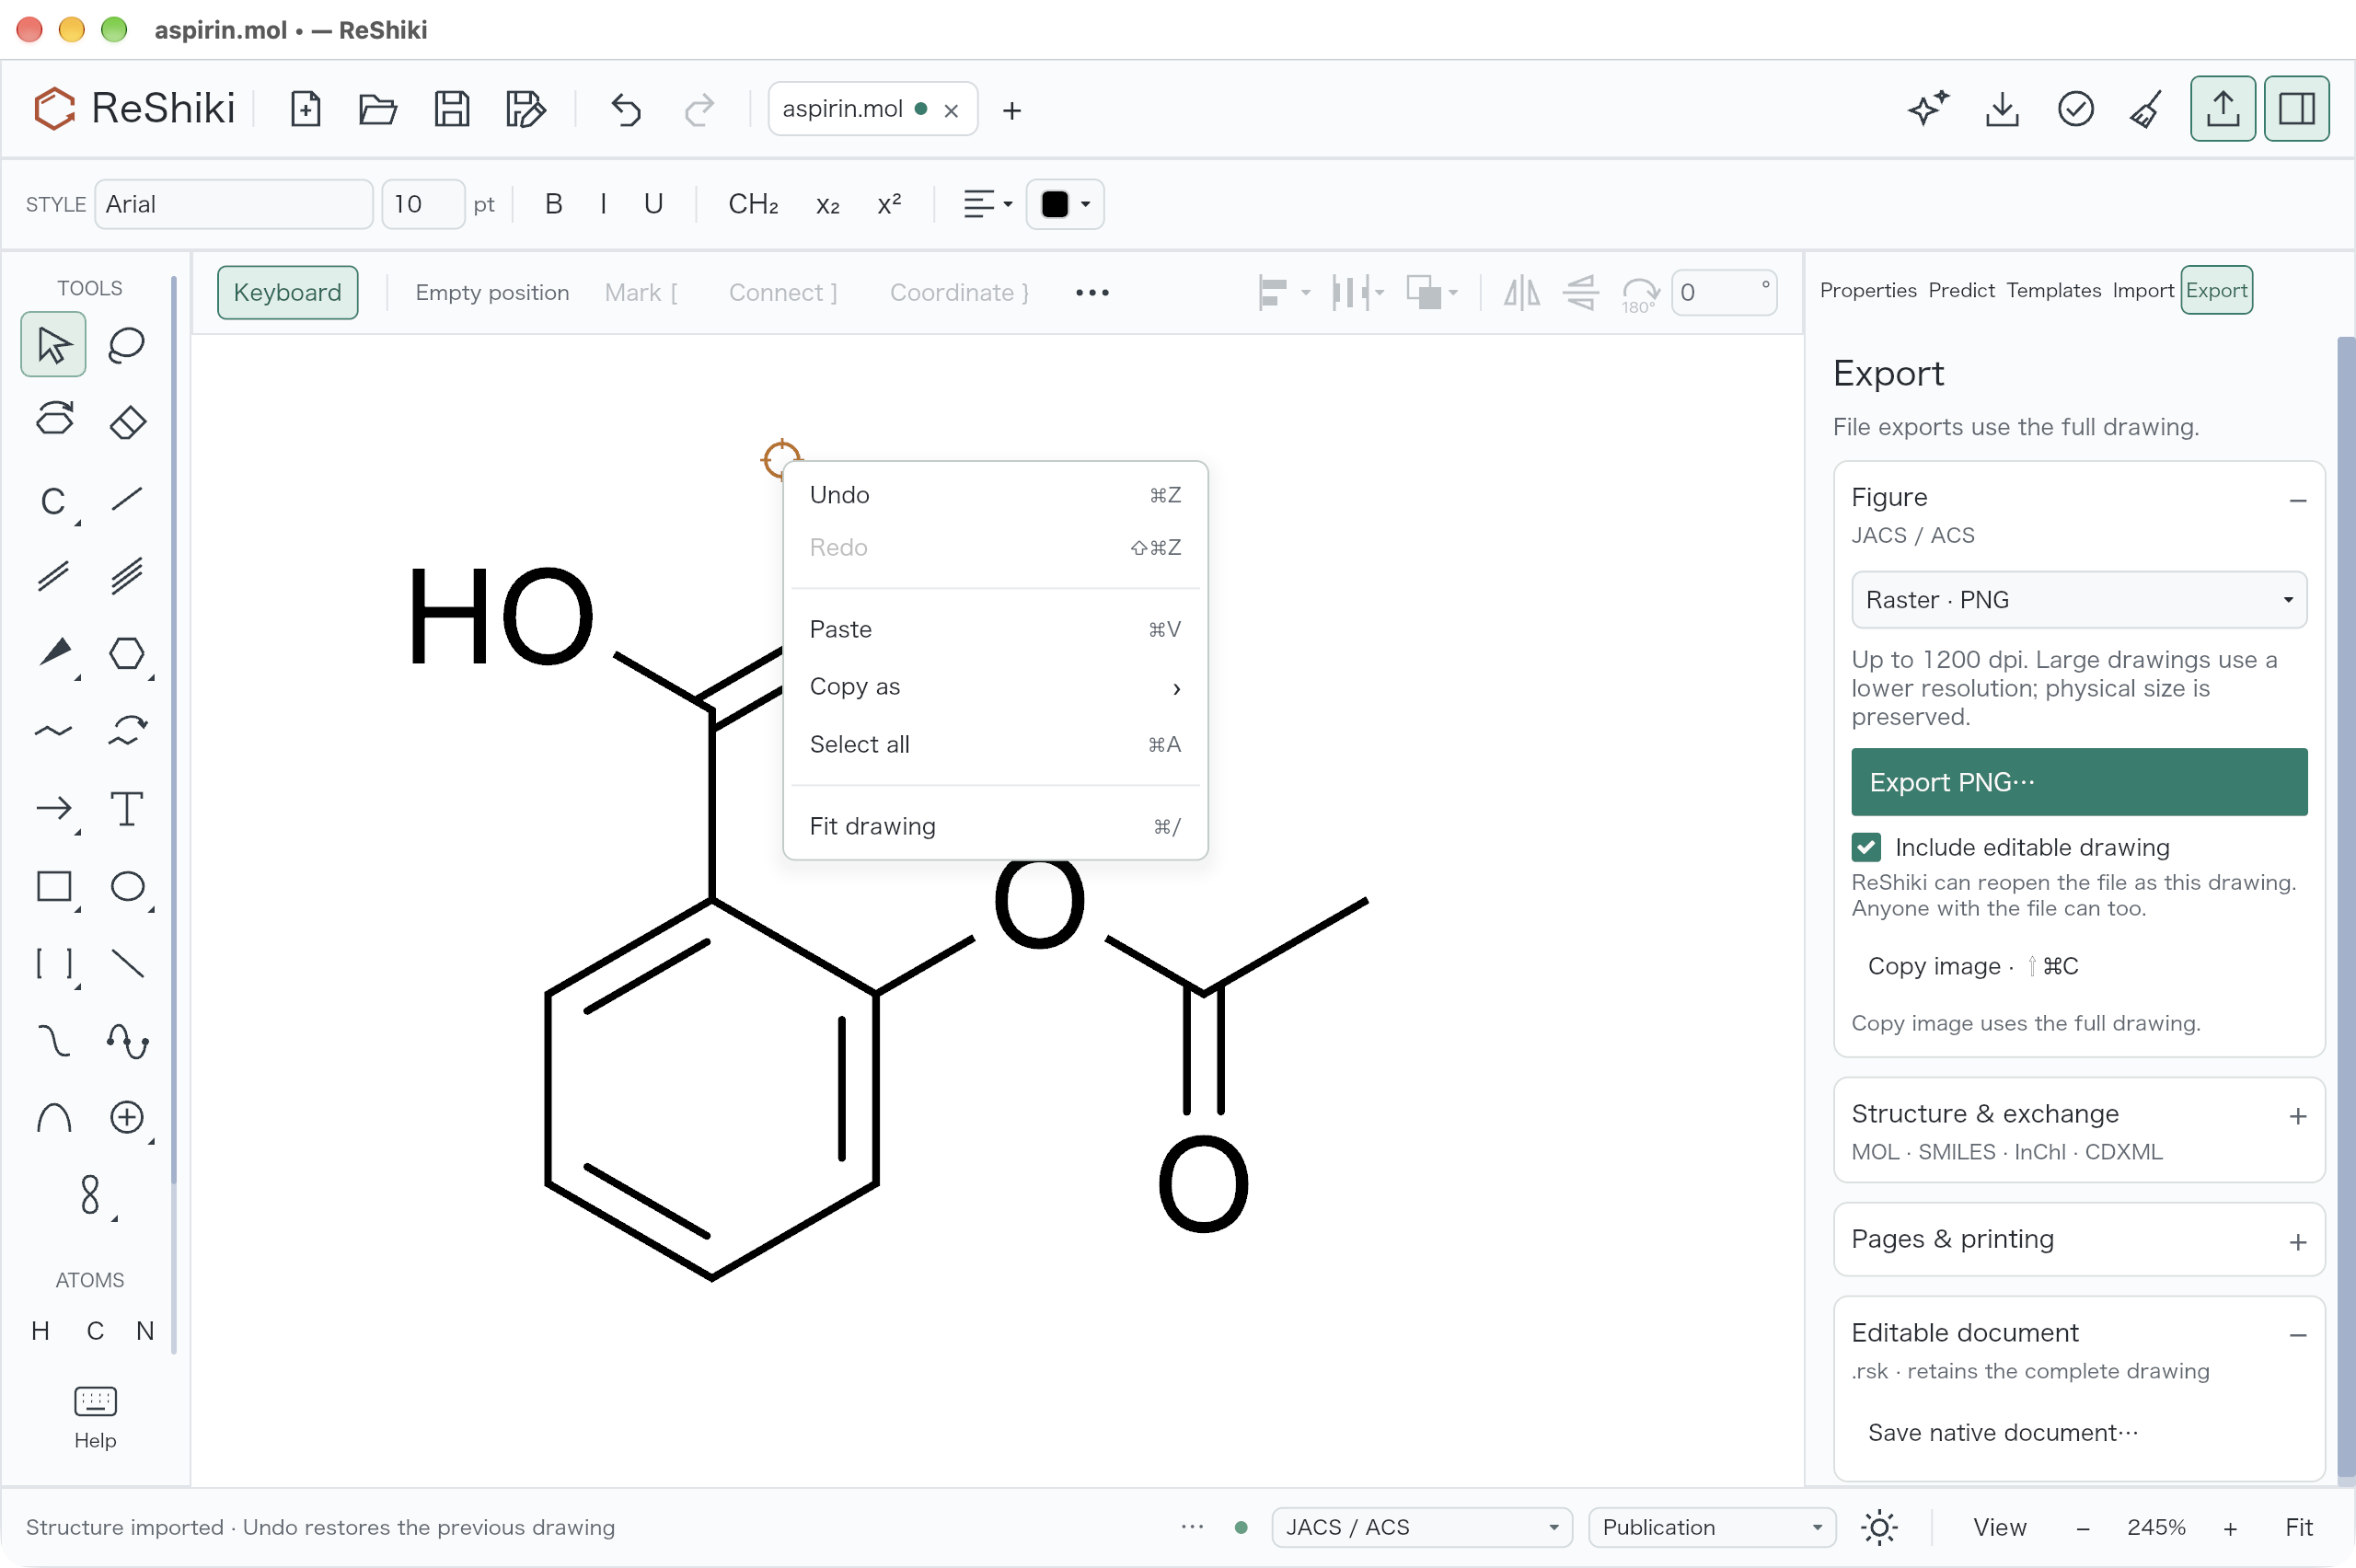 aspirin.mol • — ReShiki
ReShiki
aspirin.mol
STYLE Arial 10 pt B I U CH₂ x₂ x²
TOOLS
Keyboard Empty position Mark [ Connect ] Coordinate } 180° 0 °
Properties Predict Templates Import Export
Export
File exports use the full drawing.
Figure
JACS / ACS
Raster · PNG
Up to 1200 dpi. Large drawings use a
lower resolution; physical size is
preserved.
Export PNG⋯
Include editable drawing
ReShiki can reopen the file as this drawing.
Anyone with the file can too.
Copy image · ⇧⌘C
Copy image uses the full drawing.
Structure & exchange
MOL · SMILES · InChI · CDXML
Pages & printing
Editable document
.rsk · retains the complete drawing
Save native document⋯
Undo ⌘Z
Redo ⇧⌘Z
Paste ⌘V
Copy as ›
Select all ⌘A
Fit drawing ⌘/
HO
O
O
C
T
[ ]
ATOMS
H C N
Help
Structure imported · Undo restores the previous drawing
⋯ JACS / ACS Publication View − 245% + Fit